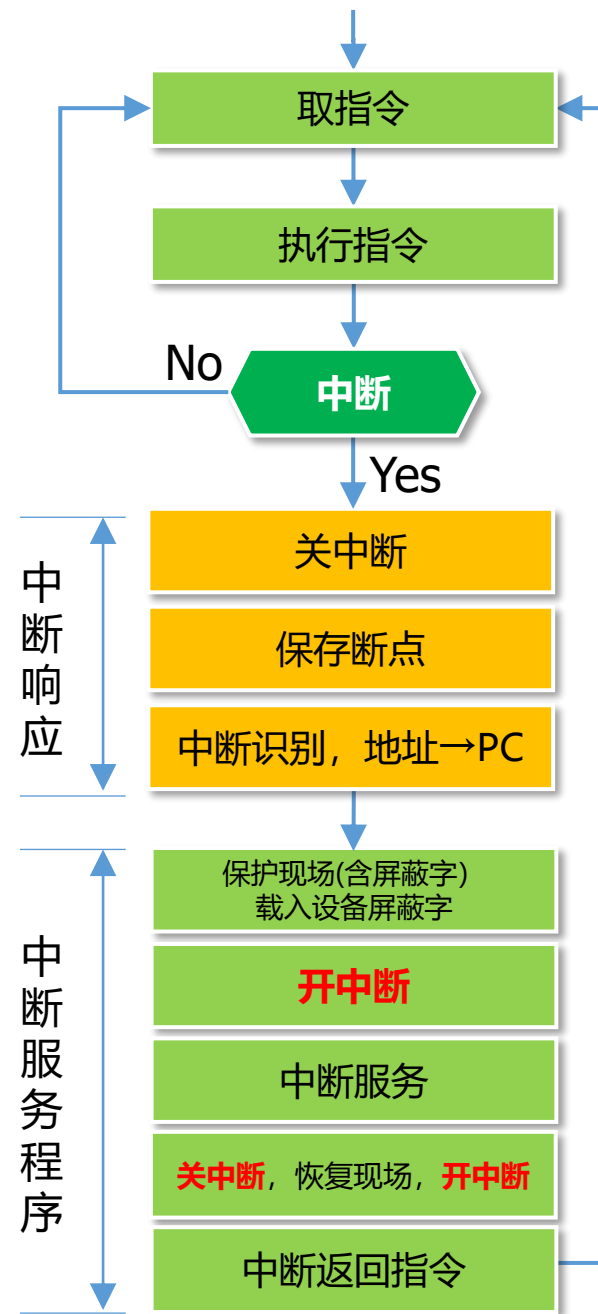 取指令
执行指令
No
中断
Yes
中断响应
关中断
保存断点
中断识别，地址→PC
中断服务程序
保护现场(含屏蔽字)
载入设备屏蔽字
开中断
中断服务
关中断，恢复现场，开中断
中断返回指令